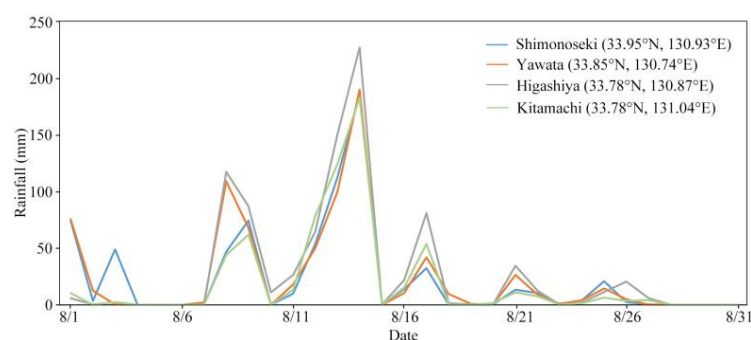 250
200
150
100
50
0
Rainfall (mm)
Shimonoseki (33.95°N, 130.93°E)
Yawata (33.85°N, 130.74°E)
Higashiya (33.78°N, 130.87°E)
Kitamachi (33.78°N, 131.04°E)
8/1 8/6 8/11 8/16 8/21 8/26 8/31
Date